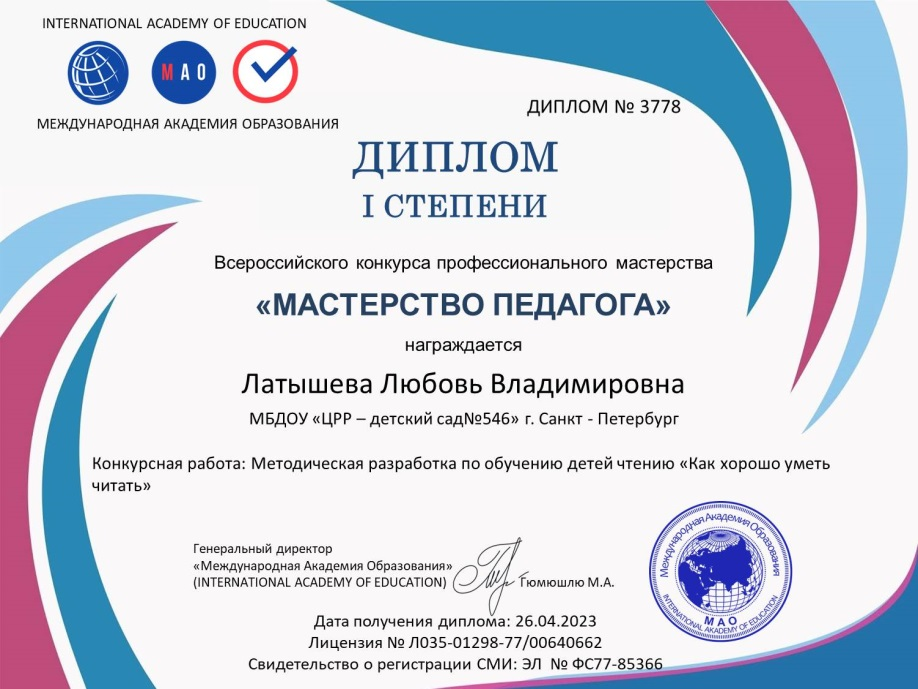 INTERNATIONAL ACADEMY OF EDUCATION
МАО
МЕЖДУНАРОДНАЯ АКАДЕМИЯ ОБРАЗОВАНИЯ
ДИПЛОМ № 3778
ДИПЛОМ
I СТЕПЕНИ
Всероссийского конкурса профессионального мастерства
«МАСТЕРСТВО ПЕДАГОГА»
награждается
Латышева Любовь Владимировна
МБДОУ «ЦРР – детский сад№546» г. Санкт - Петербург
Конкурсная работа: Методическая разработка по обучению детей чтению «Как хорошо уметь
читать»
Генеральный директор
«Международная Академия Образования»
(INTERNATIONAL ACADEMY OF EDUCATION)
Гюмюшлю М.А.
Международная Академия Образования
МАО
INTERNATIONAL ACADEMY OF EDUCATION
Дата получения диплома: 26.04.2023
Лицензия № Л035-01298-77/00640662
Свидетельство о регистрации СМИ: ЭЛ № ФС77-85366